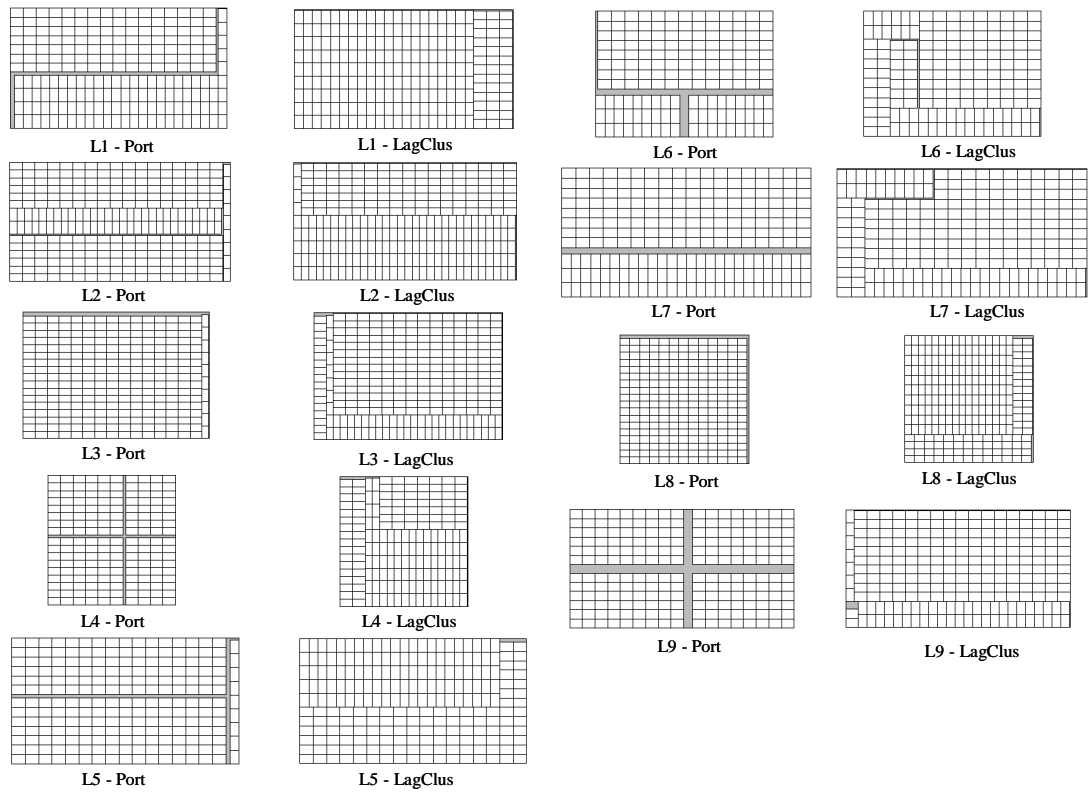 L1 - Port
L1 - LagClus
L6 - Port
L6 - LagClus
L2 - Port
L2 - LagClus
L7 - Port
L7 - LagClus
L3 - Port
L3 - LagClus
L8 - Port
L8 - LagClus
L4 - Port
L4 - LagClus
L9 - Port
L9 - LagClus
L5 - Port
L5 - LagClus